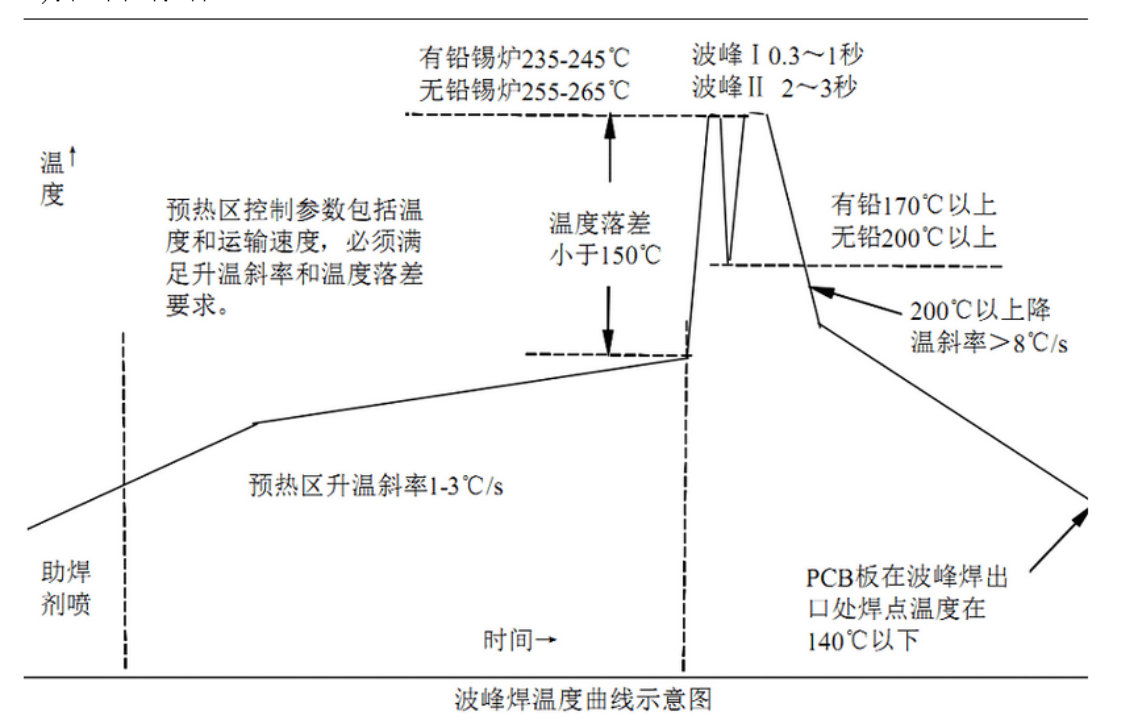 有铅锡炉235-245℃
无铅锡炉255-265℃
波峰Ⅰ0.3～1秒
波峰Ⅱ 2～3秒
温↑
度
预热区控制参数包括温
度和运输速度，必须满
足升温斜率和温度落差
要求。
温度落差
小于150℃
有铅170℃以上
无铅200℃以上
200℃以上降
温斜率＞8℃/s
预热区升温斜率1-3℃/s
助焊
剂喷
时间→
PCB板在波峰焊出
口处焊点温度在
140℃以下
波峰焊温度曲线示意图